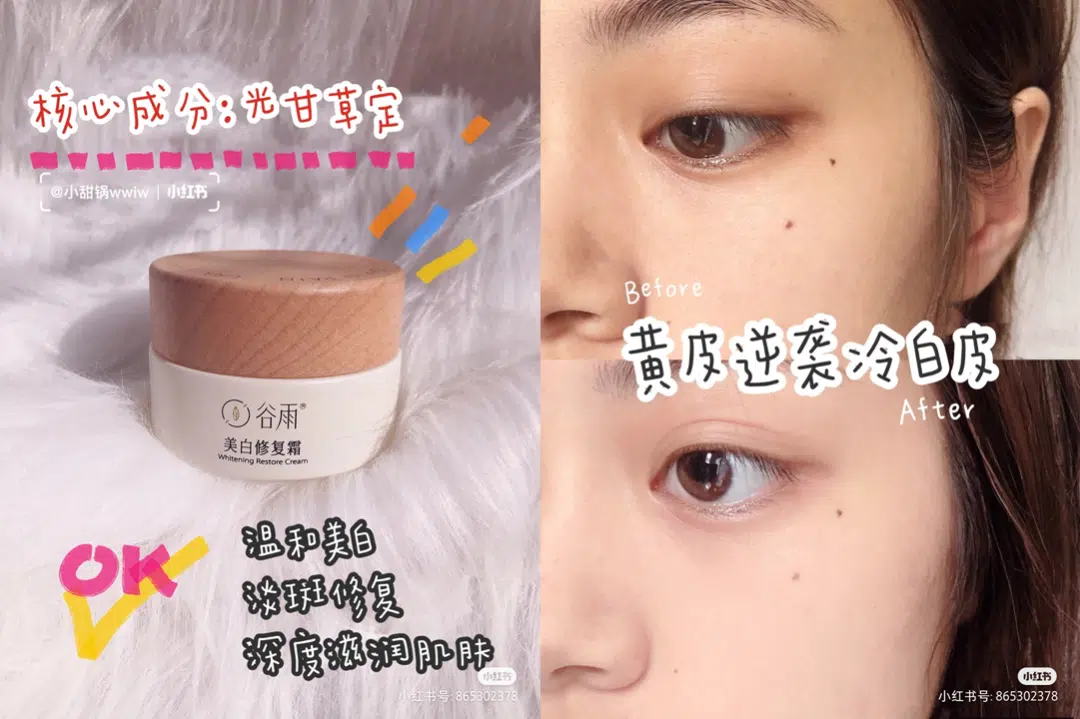 核心成分:光甘草定
@小甜锅wwiw | 小红书
谷雨®
美白修复霜
Whitening Restore Cream
OK
温和美白
淡斑修复
深度滋润肌肤
小红书
小红书号: 865302378
Before
黄皮逆袭冷白皮
After
小红书
小红书号: 865302378